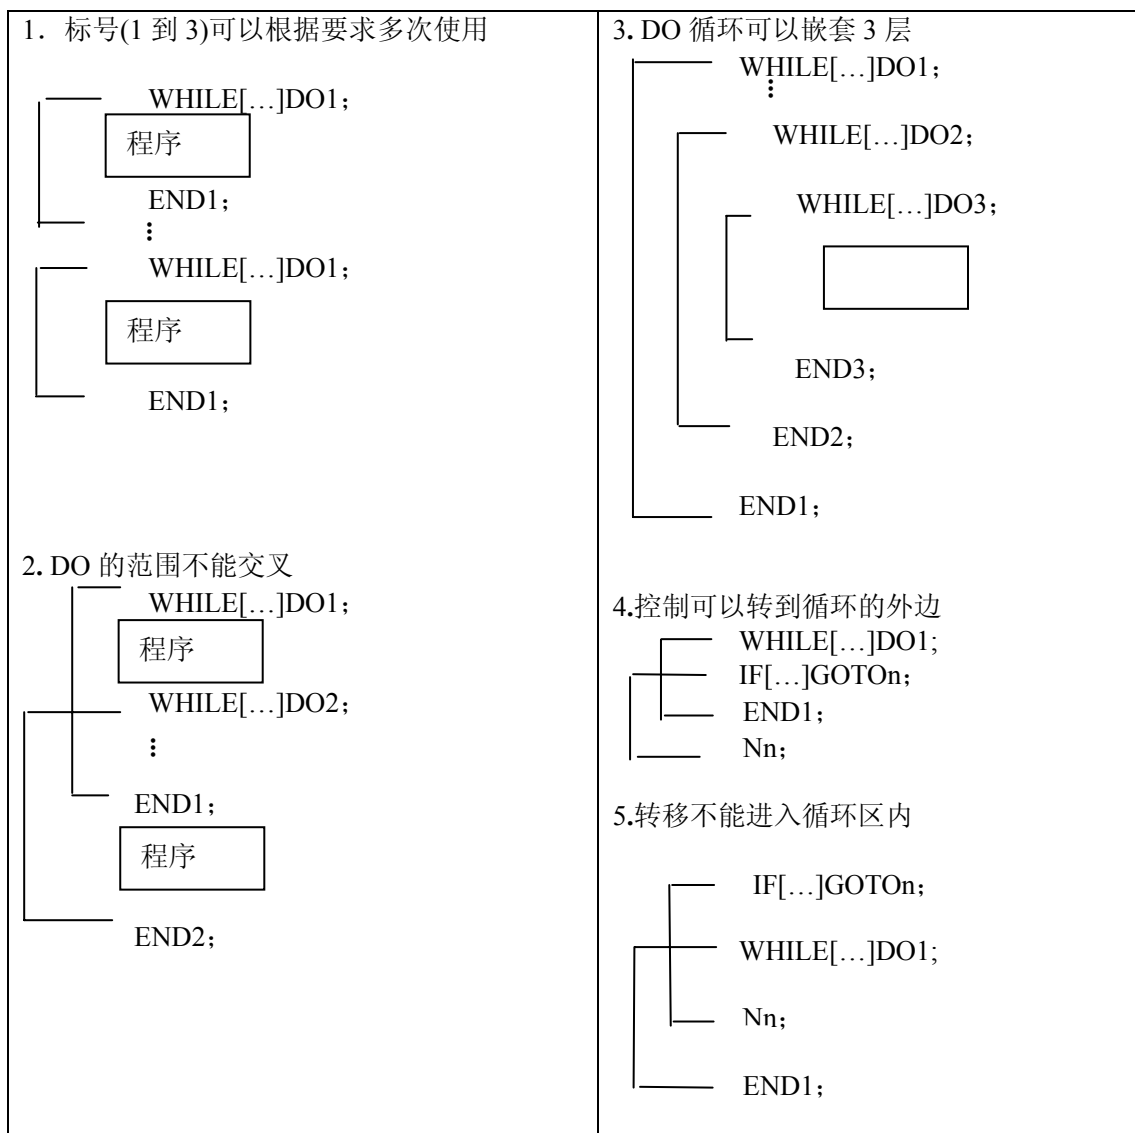 1．标号(1 到 3)可以根据要求多次使用
WHILE[…]DO1；
程序
END1；
⋮
WHILE[…]DO1；
程序
END1；
2. DO 的范围不能交叉
WHILE[…]DO1；
程序
WHILE[…]DO2；
⋮
END1；
程序
END2；
3. DO 循环可以嵌套 3 层
WHILE[…]DO1；
⋮
WHILE[…]DO2；
WHILE[…]DO3；
END3；
END2；
END1；
4.控制可以转到循环的外边
WHILE[…]DO1;
IF[…]GOTOn；
END1；
Nn；
5.转移不能进入循环区内
IF[…]GOTOn；
WHILE[…]DO1;
Nn；
END1；